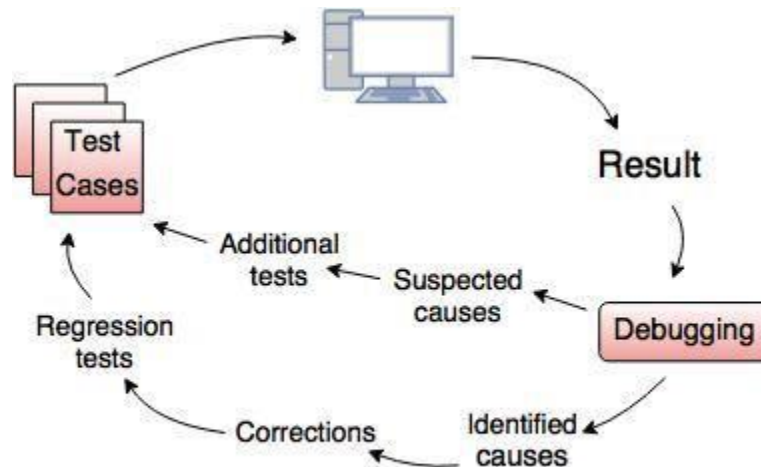 Test
Cases
Result
Additional
tests
Suspected
causes
Debugging
Regression
tests
Corrections
Identified
causes